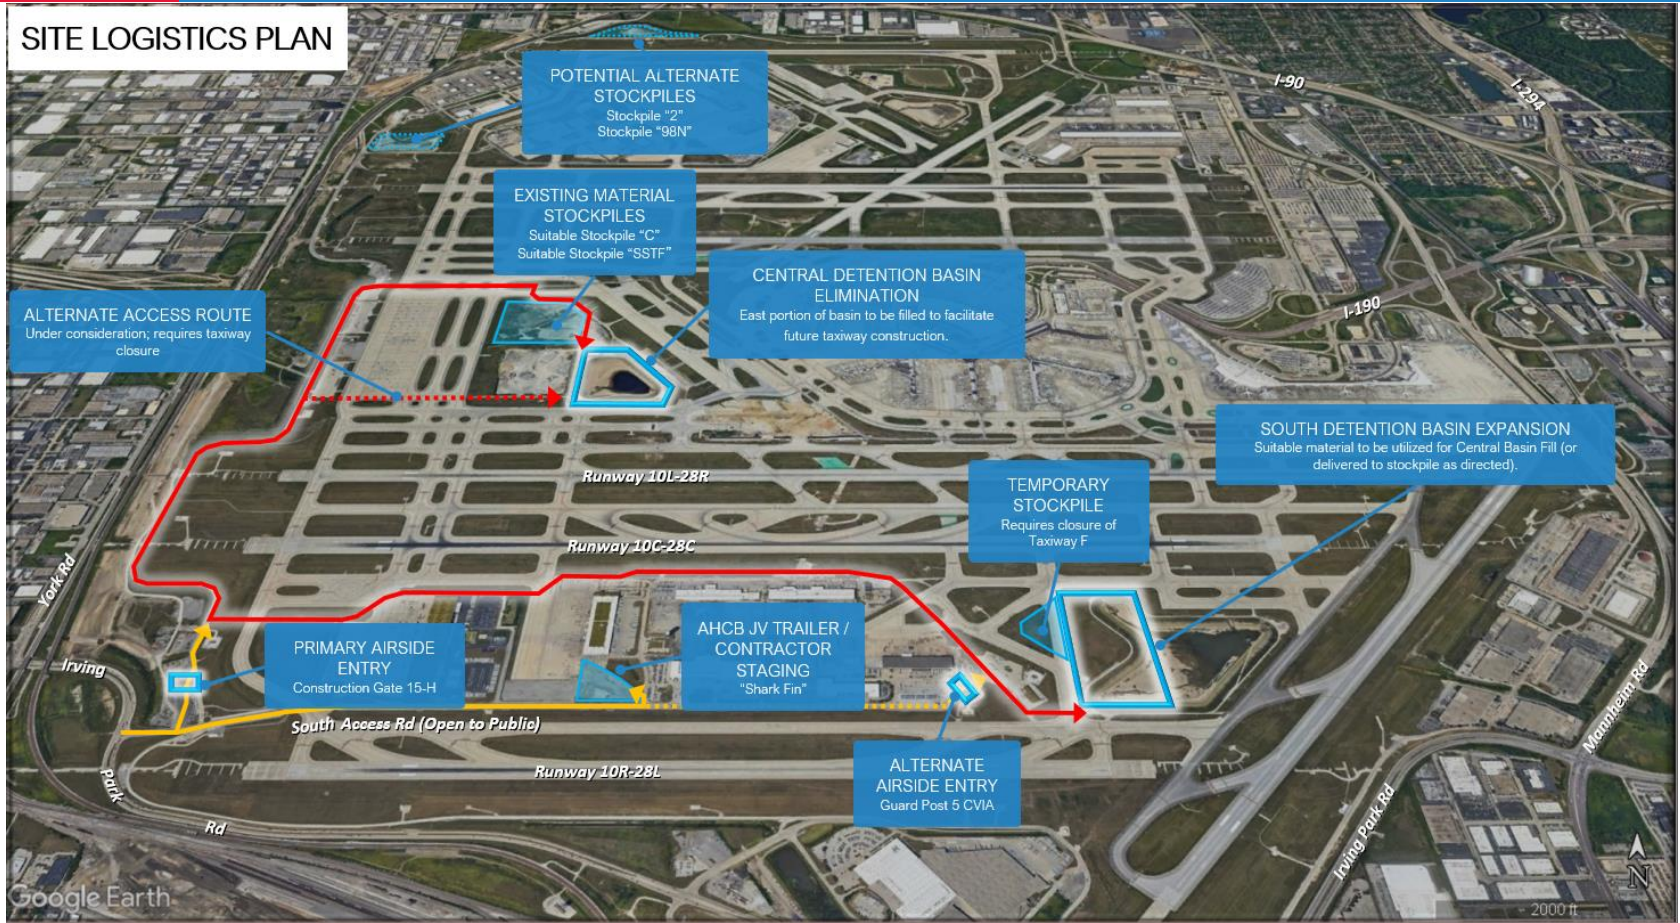 SITE LOGISTICS PLAN
POTENTIAL ALTERNATE
STOCKPILES
Stockpile “2”
Stockpile “98N”
I-90
I-294
EXISTING MATERIAL
STOCKPILES
Suitable Stockpile “C”
Suitable Stockpile “SSTF”
CENTRAL DETENTION BASIN
ELIMINATION
East portion of basin to be filled to facilitate
future taxiway construction.
ALTERNATE ACCESS ROUTE
Under consideration; requires taxiway
closure
I-190
SOUTH DETENTION BASIN EXPANSION
Suitable material to be utilized for Central Basin Fill (or
delivered to stockpile as directed).
Runway 10L-28R
TEMPORARY
STOCKPILE
Requires closure of
Taxiway F
Runway 10C-28C
York Rd
PRIMARY AIRSIDE
ENTRY
Construction Gate 15-H
AHCB JV TRAILER /
CONTRACTOR
STAGING
"Shark Fin"
Irving
Park
Rd
South Access Rd (Open to Public)
Runway 10R-28L
ALTERNATE
AIRSIDE ENTRY
Guard Post 5 CVIA
Mannheim Rd
Irving Park Rd
N
Google Earth
2000 ft